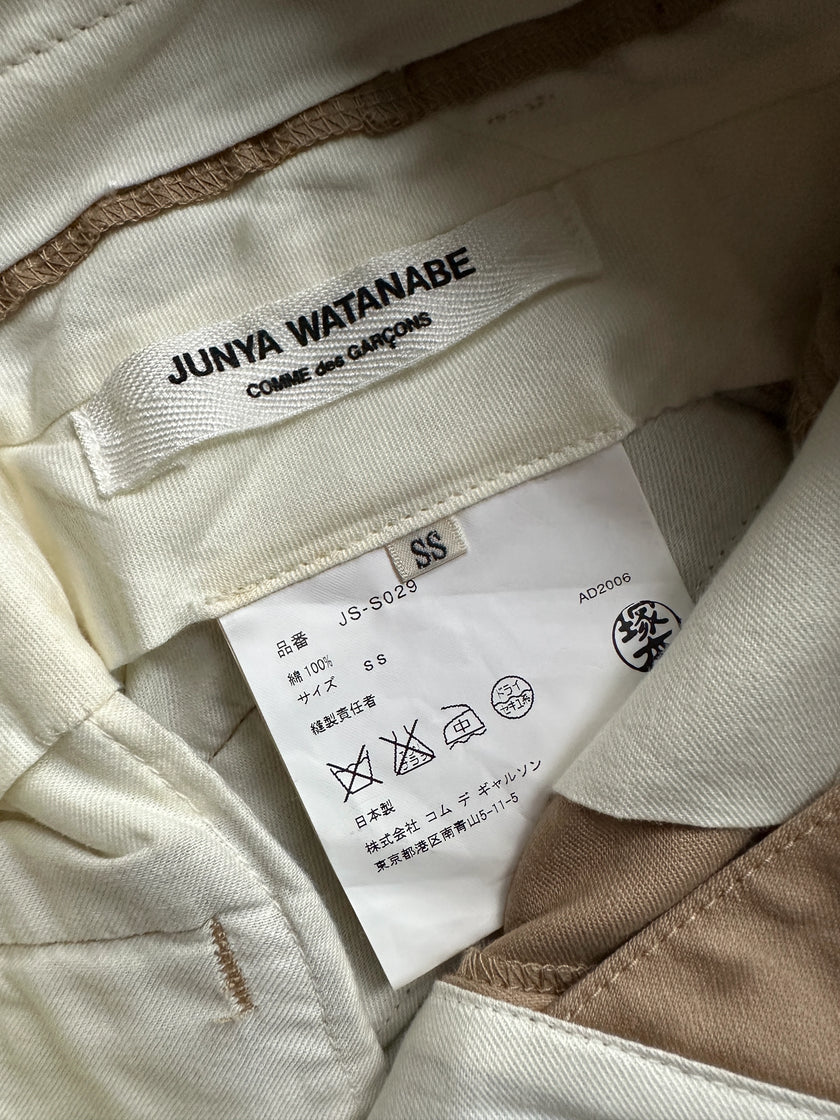 JUNYA WATANABE
COMME des GARÇONS
SS
品番 JS-S029 AD2006
綿 100%
サイズ SS
縫製責任者
塚本
中
ドライ
日本製
株式会社 コム デ ギャルソン
東京都港区南青山5-11-5